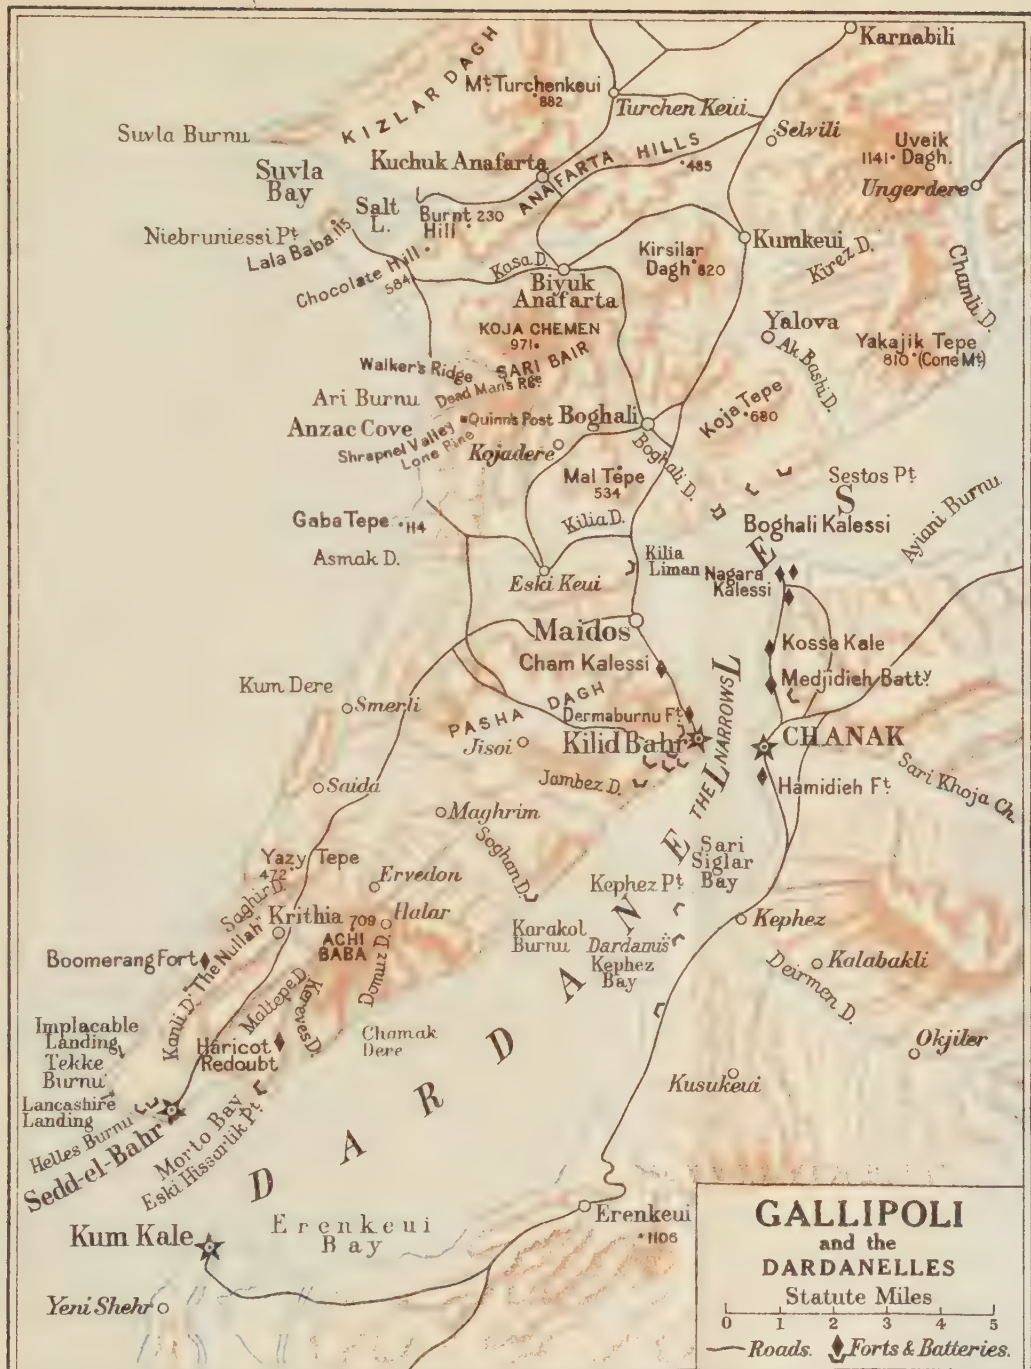 Karnabili
KIZLAR DAGH
Mt Turchenkeui
882
Turchen Keui
Suvla Burnu
Selvili
Uveik
1141 Dagh.
Kuchuk Anafarta
ANAFARTA HILLS
485
Suvla
Bay
Ungerdere
Salt
L.
Burnt 230
Hill
Niebruniessi Pt
Lala Baba 115
Chocolate Hill
584
Kasa D.
Biyuk
Anafarta
Kirsilar
Dagh 620
Kumkeui
Kirez D.
Chamli D.
KOJA CHEMEN
971
Yalova
Ak Bashi D.
Yakajik Tepe
810 (Cone Mt)
Walker's Ridge
SARI BAIR
Dead Man's Rge
Ari Burnu
Anzac Cove
Quinn's Post
Boghali
Koja Tepe
680
Shrapnel Valley
Lone Pine
Kojadere
Boghali D.
Mal Tepe
534
Sestos Pt
Gaba Tepe 114
Kilia D.
Boghali Kalessi
Ayiani Burnu
Asmak D.
Eski Keui
Kilia
Liman
Nagara
Kalessi
Maidos
Kosse Kale
Cham Kalessi
Medjidieh Batty
Kum Dere
Smerli
PASHA DAGH
Dermaburnu Ft
THE NARROWS
Jisoi
Kilid Bahr
CHANAK
Saida
Jambez D.
Hamidieh Ft
Sari Khoja Ch.
Maghrim
Soghan D.
Sari
Siglar
Bay
Yazy Tepe
472
Ervedon
Kephez Pt
Saghir D.
Krithia
709
Halar
Karakol
Burnu
Kephez
ACHI
BABA
Domuz D.
Dardanus
Kephez
Bay
Boomerang Fort
"The Nullah"
Kalabakli
Deirmen D.
Kanli D.
Maltepe D.
Kereves D.
Implacable
Landing
Haricot
Redoubt
Chamak
Dere
Okjiler
Tekke
Burnu
Kusukeui
Lancashire
Landing
Helles Burnu
Sedd-el-Bahr
Morto Bay
Eski Hissarlik Pt
DARDANELLES
Kum Kale
Erenkeui
Bay
Erenkeui
1106
Yeni Shehr
GALLIPOLI
and the
DARDANELLES
Statute Miles
0 1 2 3 4 5
Roads. Forts & Batteries.